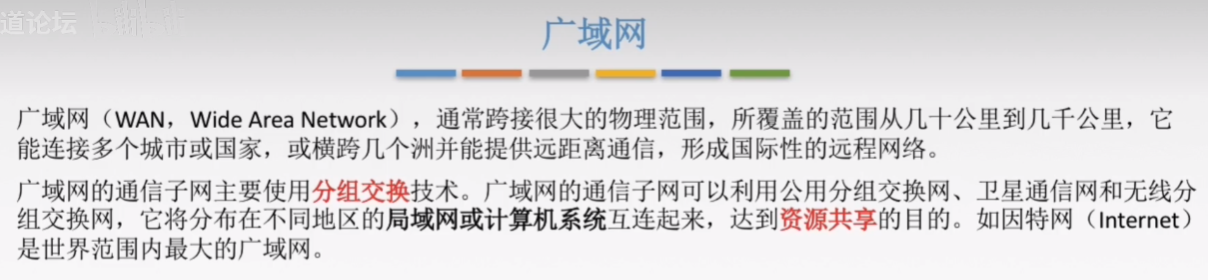 道论坛
广域网
广域网（WAN，Wide Area Network），通常跨接很大的物理范围，所覆盖的范围从几十公里到几千公里，它
能连接多个城市或国家，或横跨几个洲并能提供远距离通信，形成国际性的远程网络。
广域网的通信子网主要使用分组交换技术。广域网的通信子网可以利用公用分组交换网、卫星通信网和无线分
组交换网，它将分布在不同地区的局域网或计算机系统互连起来，达到资源共享的目的。如因特网（Internet）
是世界范围内最大的广域网。